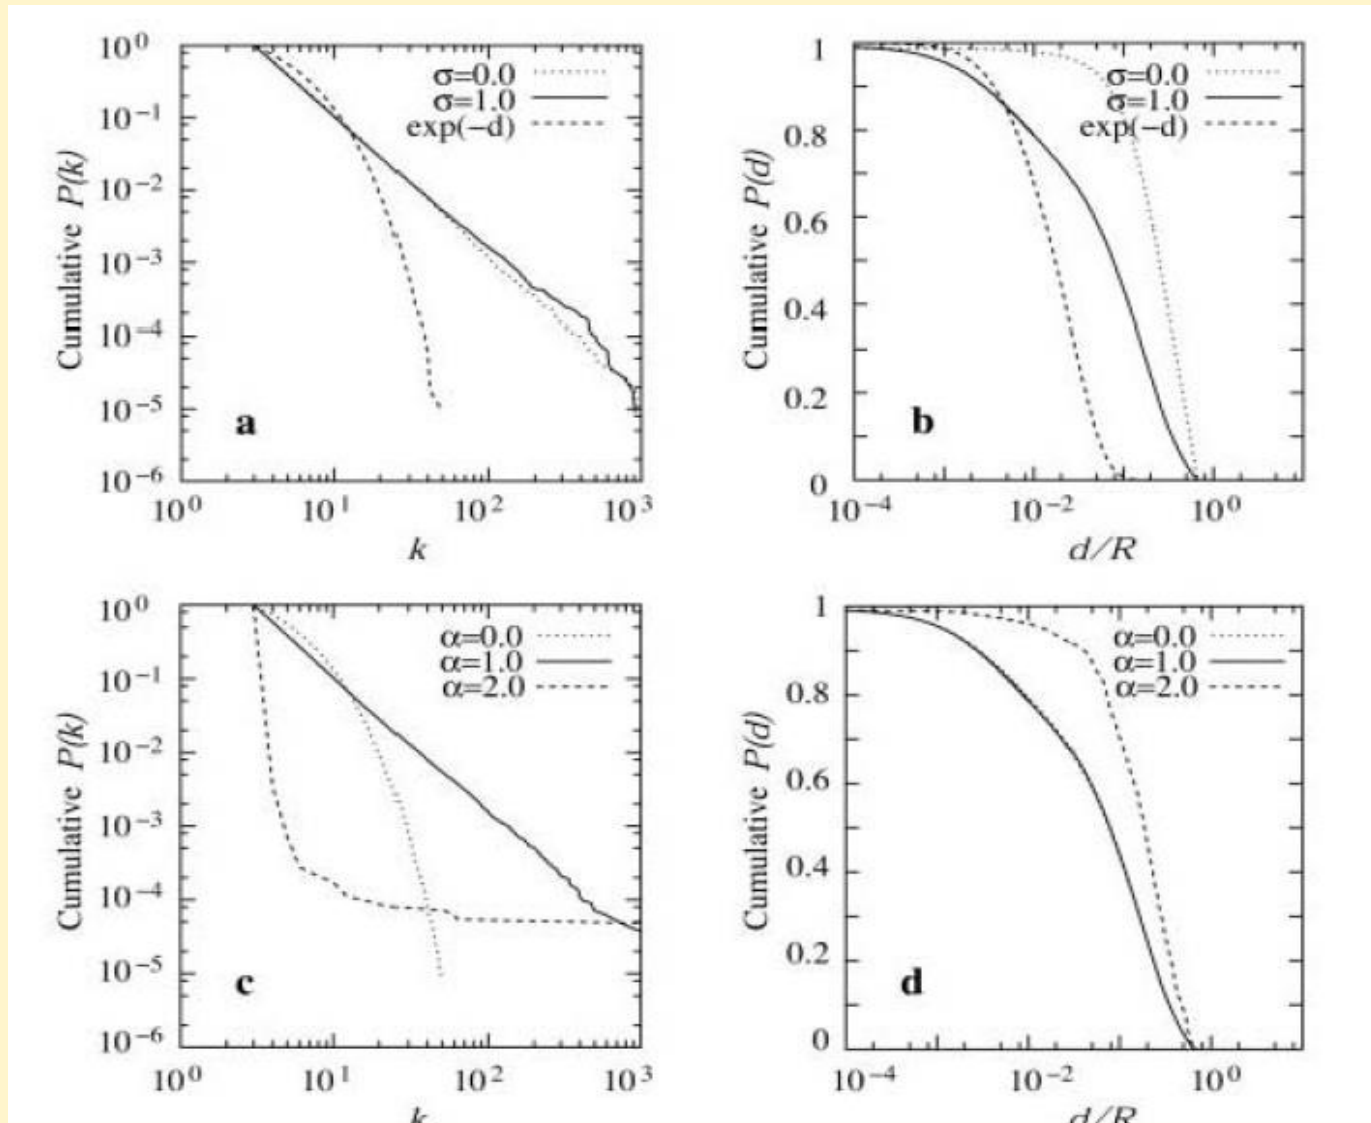 10^0
10^-1
10^-2
10^-3
10^-4
10^-5
10^-6
Cumulative P(k)
σ=0.0
σ=1.0
exp(-d)
a
10^0 10^1 10^2 10^3
k
1
0.8
0.6
0.4
0.2
0
Cumulative P(d)
σ=0.0
σ=1.0
exp(-d)
b
10^-4 10^-2 10^0
d/R
10^0
10^-1
10^-2
10^-3
10^-4
10^-5
10^-6
Cumulative P(k)
α=0.0
α=1.0
α=2.0
c
10^0 10^1 10^2 10^3
k
1
0.8
0.6
0.4
0.2
0
Cumulative P(d)
α=0.0
α=1.0
α=2.0
d
10^-4 10^-2 10^0
d/R